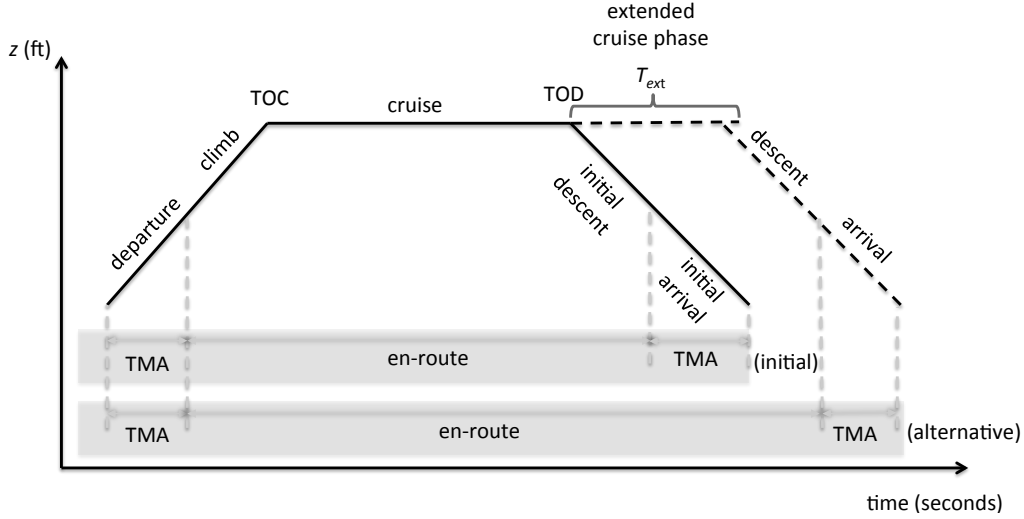 extended
cruise phase
z (ft)
T_ext
TOC
TOD
cruise
climb
departure
initial
descent
descent
arrival
initial
arrival
TMA
en-route
TMA
(initial)
TMA
en-route
TMA
(alternative)
time (seconds)